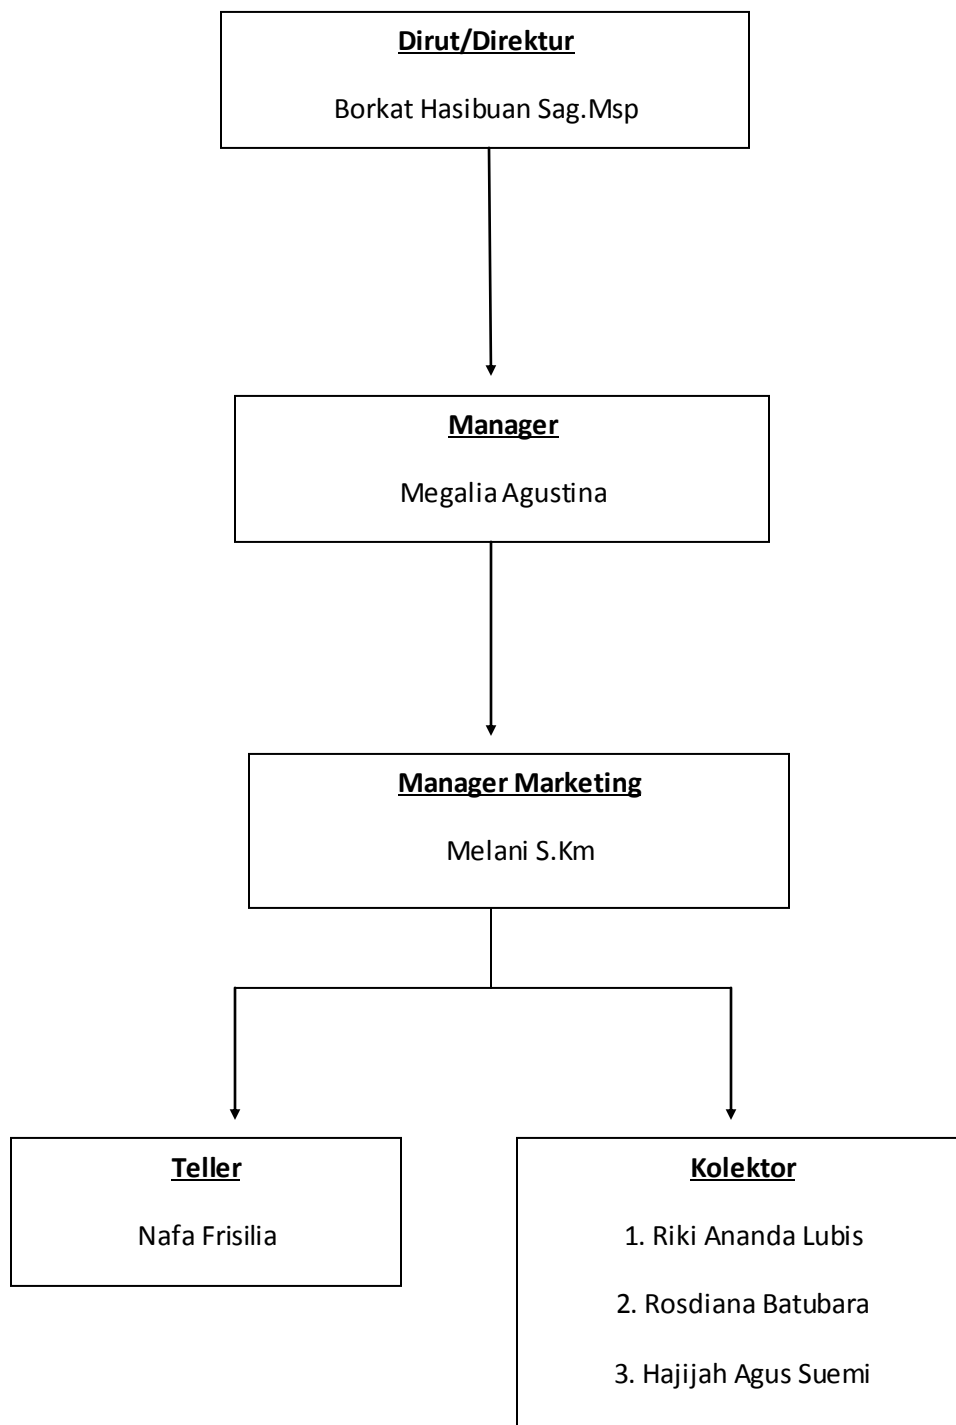 Dirut/Direktur
Borkat Hasibuan Sag.Msp
Manager
Megalia Agustina
Manager Marketing
Melani S.Km
Teller
Nafa Frisilia
Kolektor
1. Riki Ananda Lubis
2. Rosdiana Batubara
3. Hajijah Agus Suemi